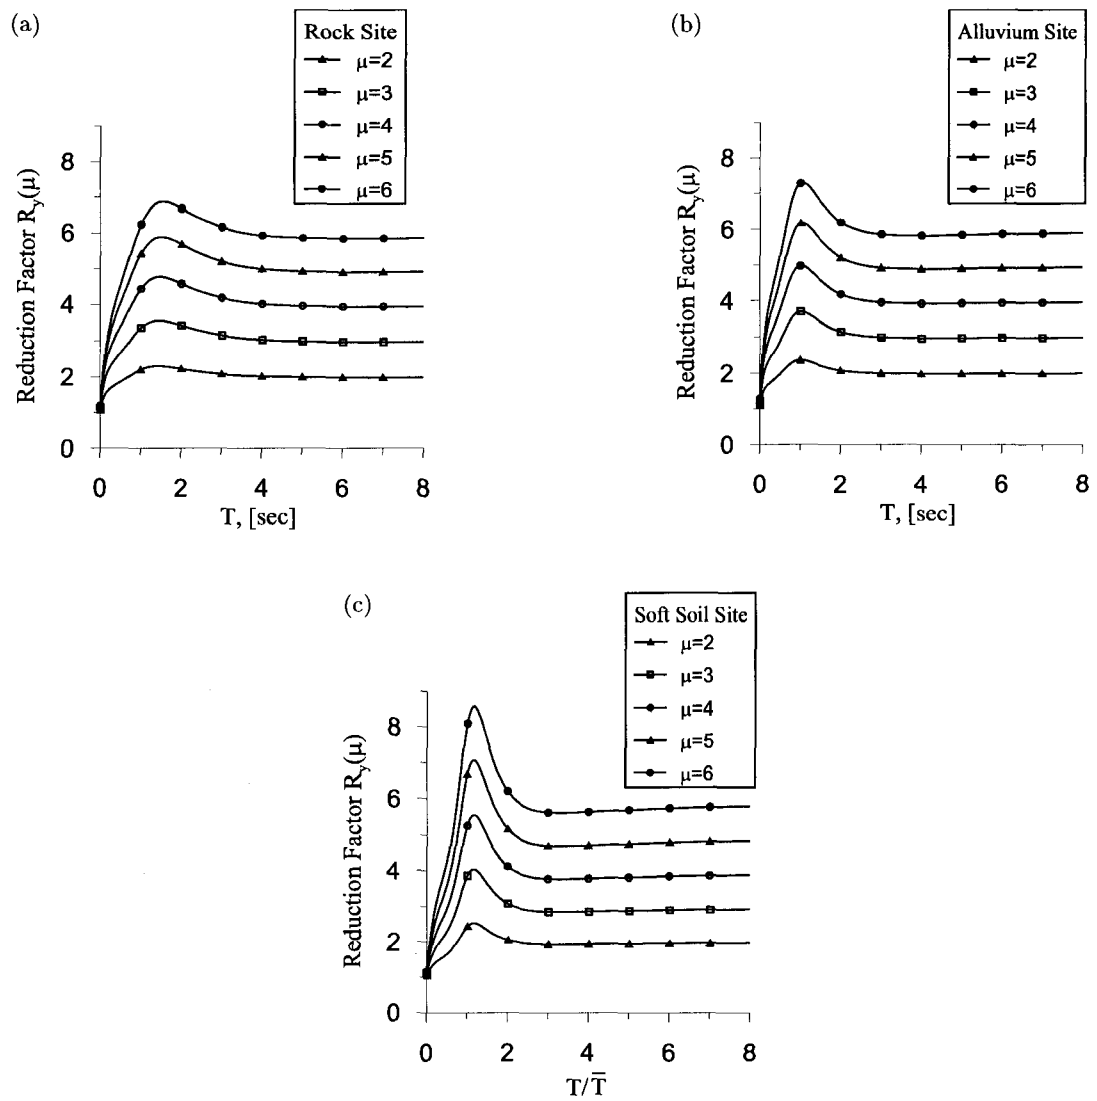 (a)
Rock Site
μ=2
μ=3
μ=4
μ=5
μ=6
Reduction Factor Ry(μ)
8
6
4
2
0
0 2 4 6 8
T, [sec]
(b)
Alluvium Site
μ=2
μ=3
μ=4
μ=5
μ=6
Reduction Factor Ry(μ)
8
6
4
2
0
0 2 4 6 8
T, [sec]
(c)
Soft Soil Site
μ=2
μ=3
μ=4
μ=5
μ=6
Reduction Factor Ry(μ)
8
6
4
2
0
0 2 4 6 8
T/T̅